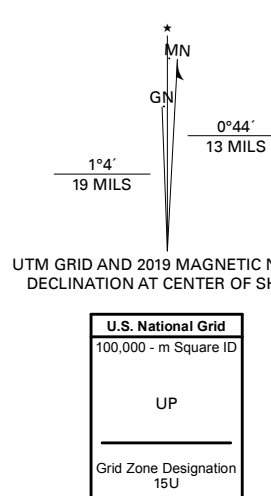 ★
MN
GN
0°44´
13 MILS
1°4´
19 MILS
UTM GRID AND 2019 MAGNETIC N
DECLINATION AT CENTER OF SH
U.S. National Grid
100,000 - m Square ID
UP
Grid Zone Designation
15U